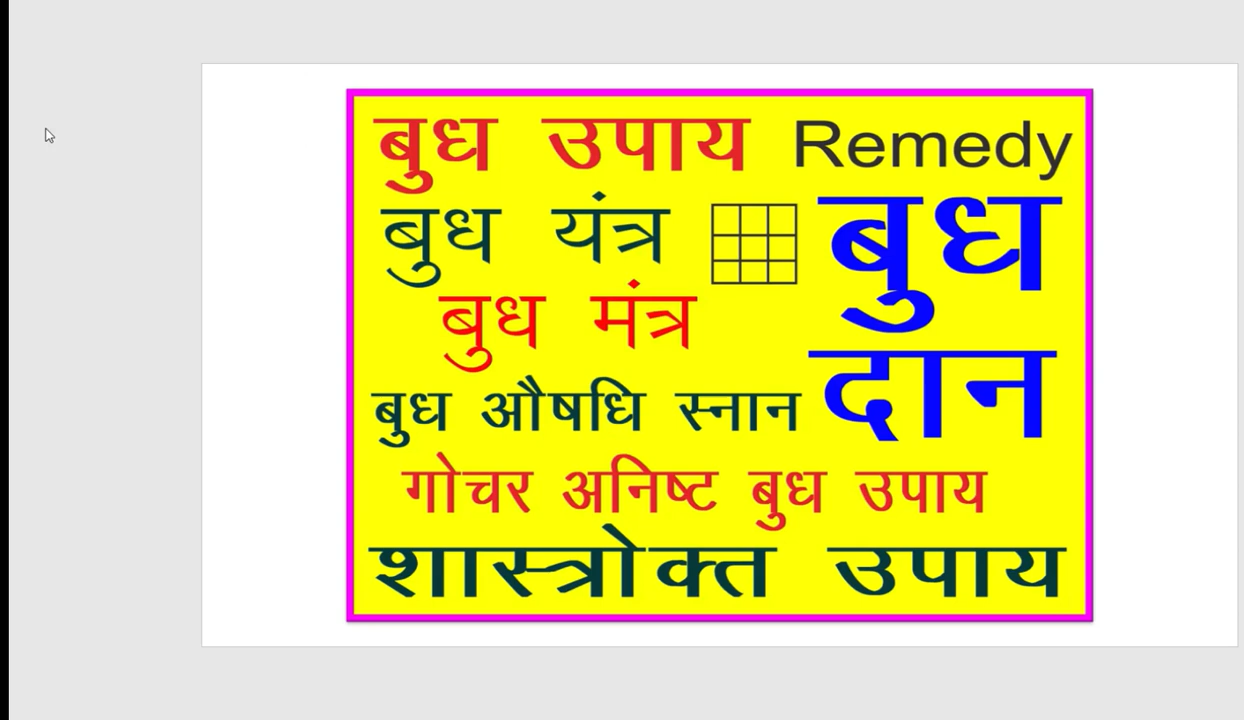 बुध उपाय Remedy
बुध यंत्र
बुध
बुध मंत्र
दान
बुध औषधि स्नान
गोचर अनिष्ट बुध उपाय
शास्त्रोक्त उपाय